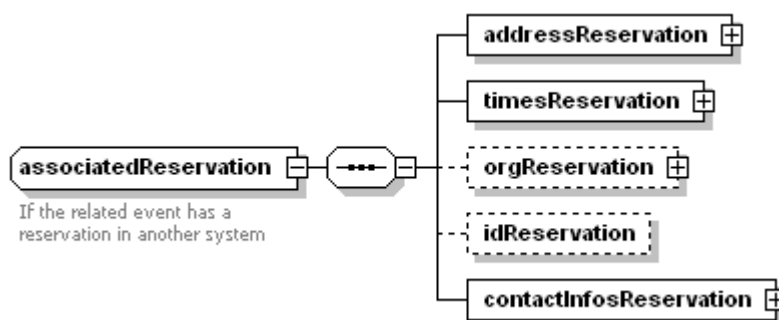 addressReservation
timesReservation
associatedReservation
orgReservation
If the related event has a
reservation in another system
idReservation
contactInfosReservation